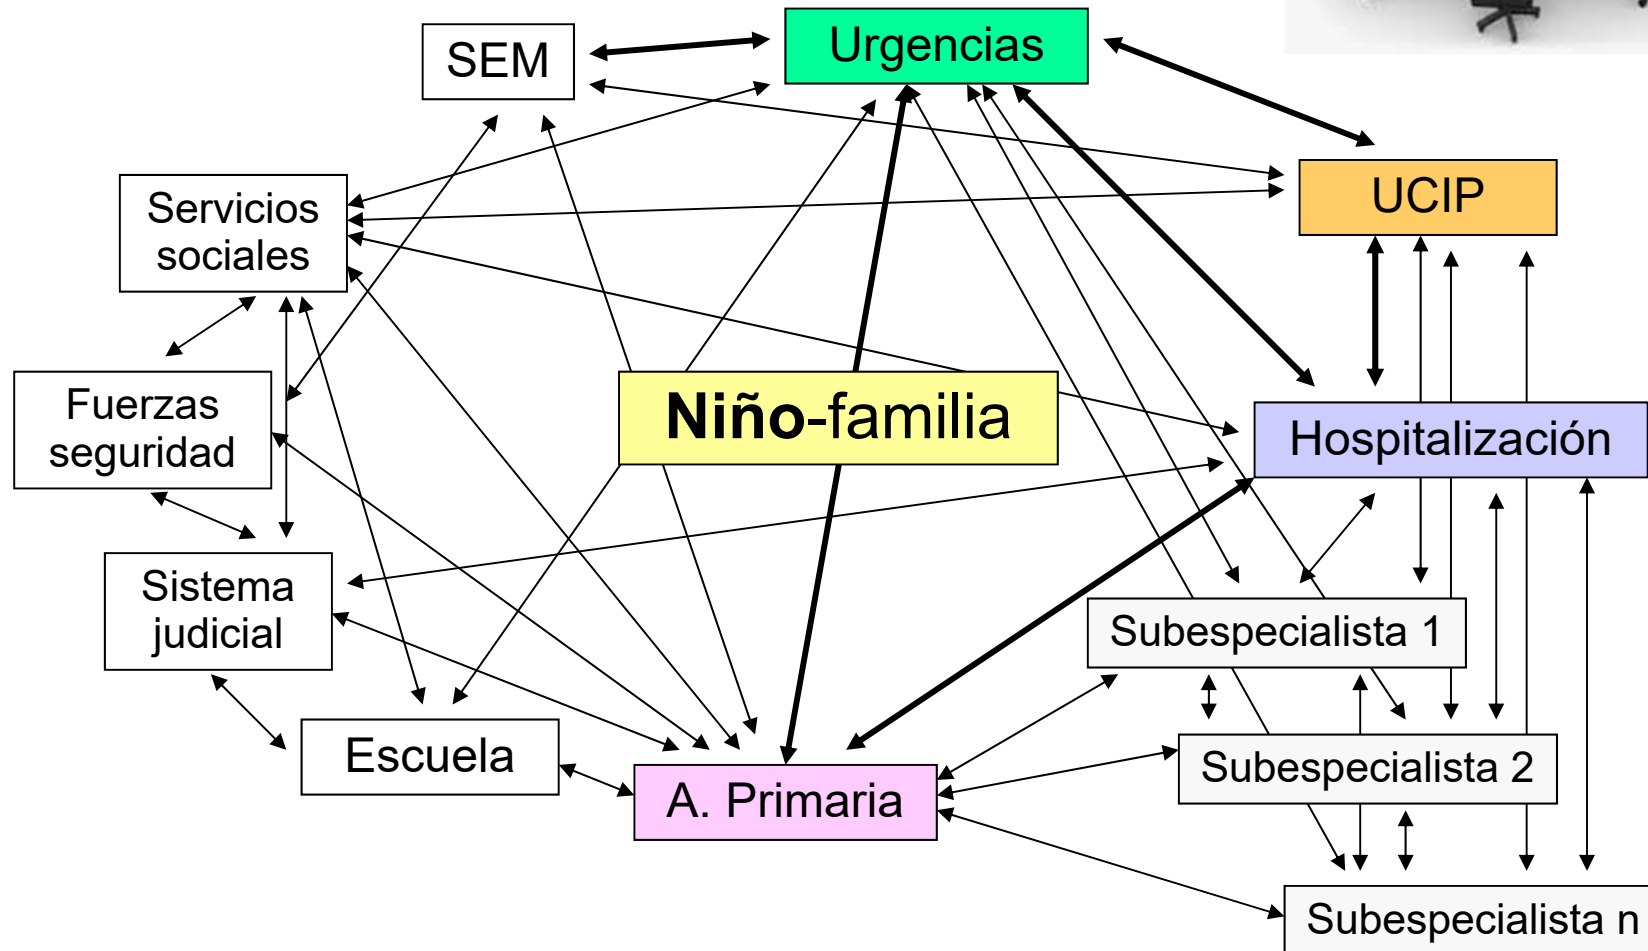 Urgencias
SEM
UCIP
Servicios
sociales
Fuerzas
seguridad
Niño-familia
Hospitalización
Sistema
judicial
Subespecialista 1
Escuela
Subespecialista 2
A. Primaria
Subespecialista n